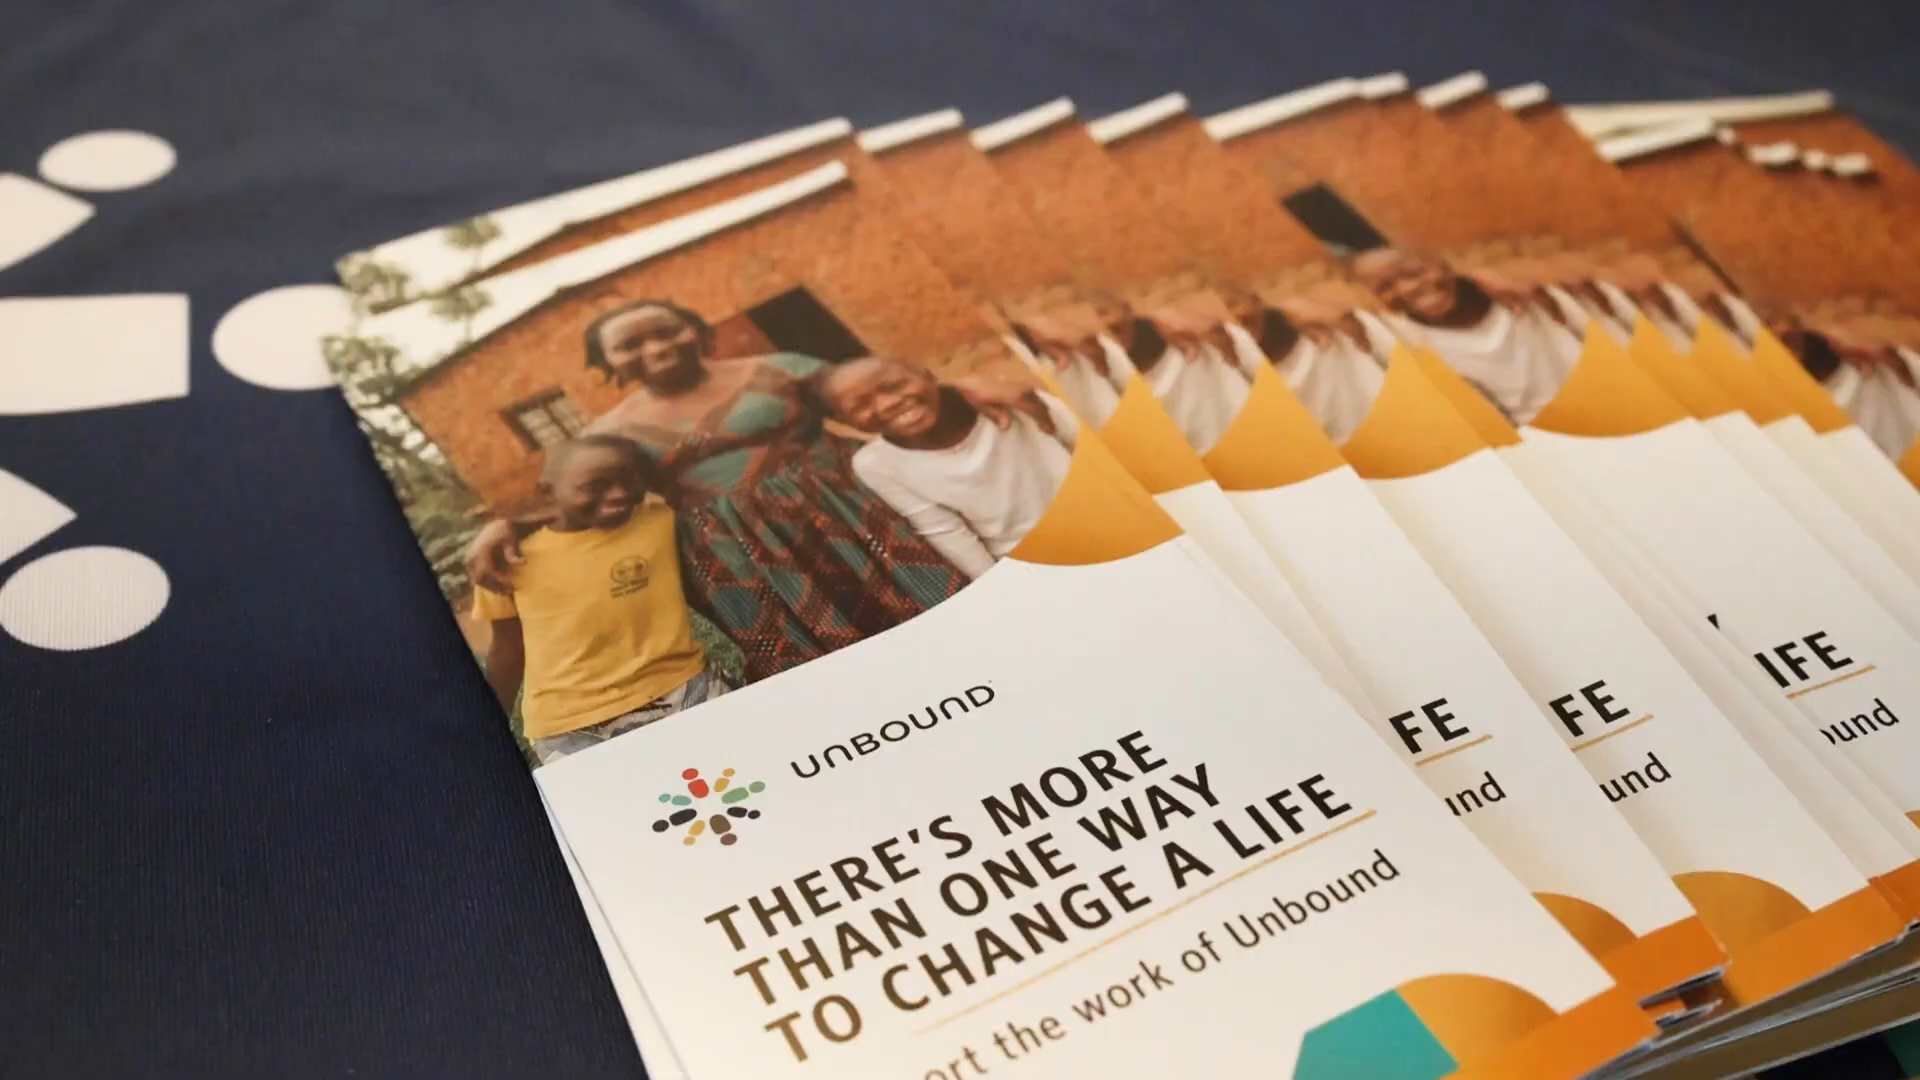 UNBOUND
THERE'S MORE
THAN ONE WAY
TO CHANGE A LIFE
ort the work of Unbound
FE
ind
FE
und
IFE
ound